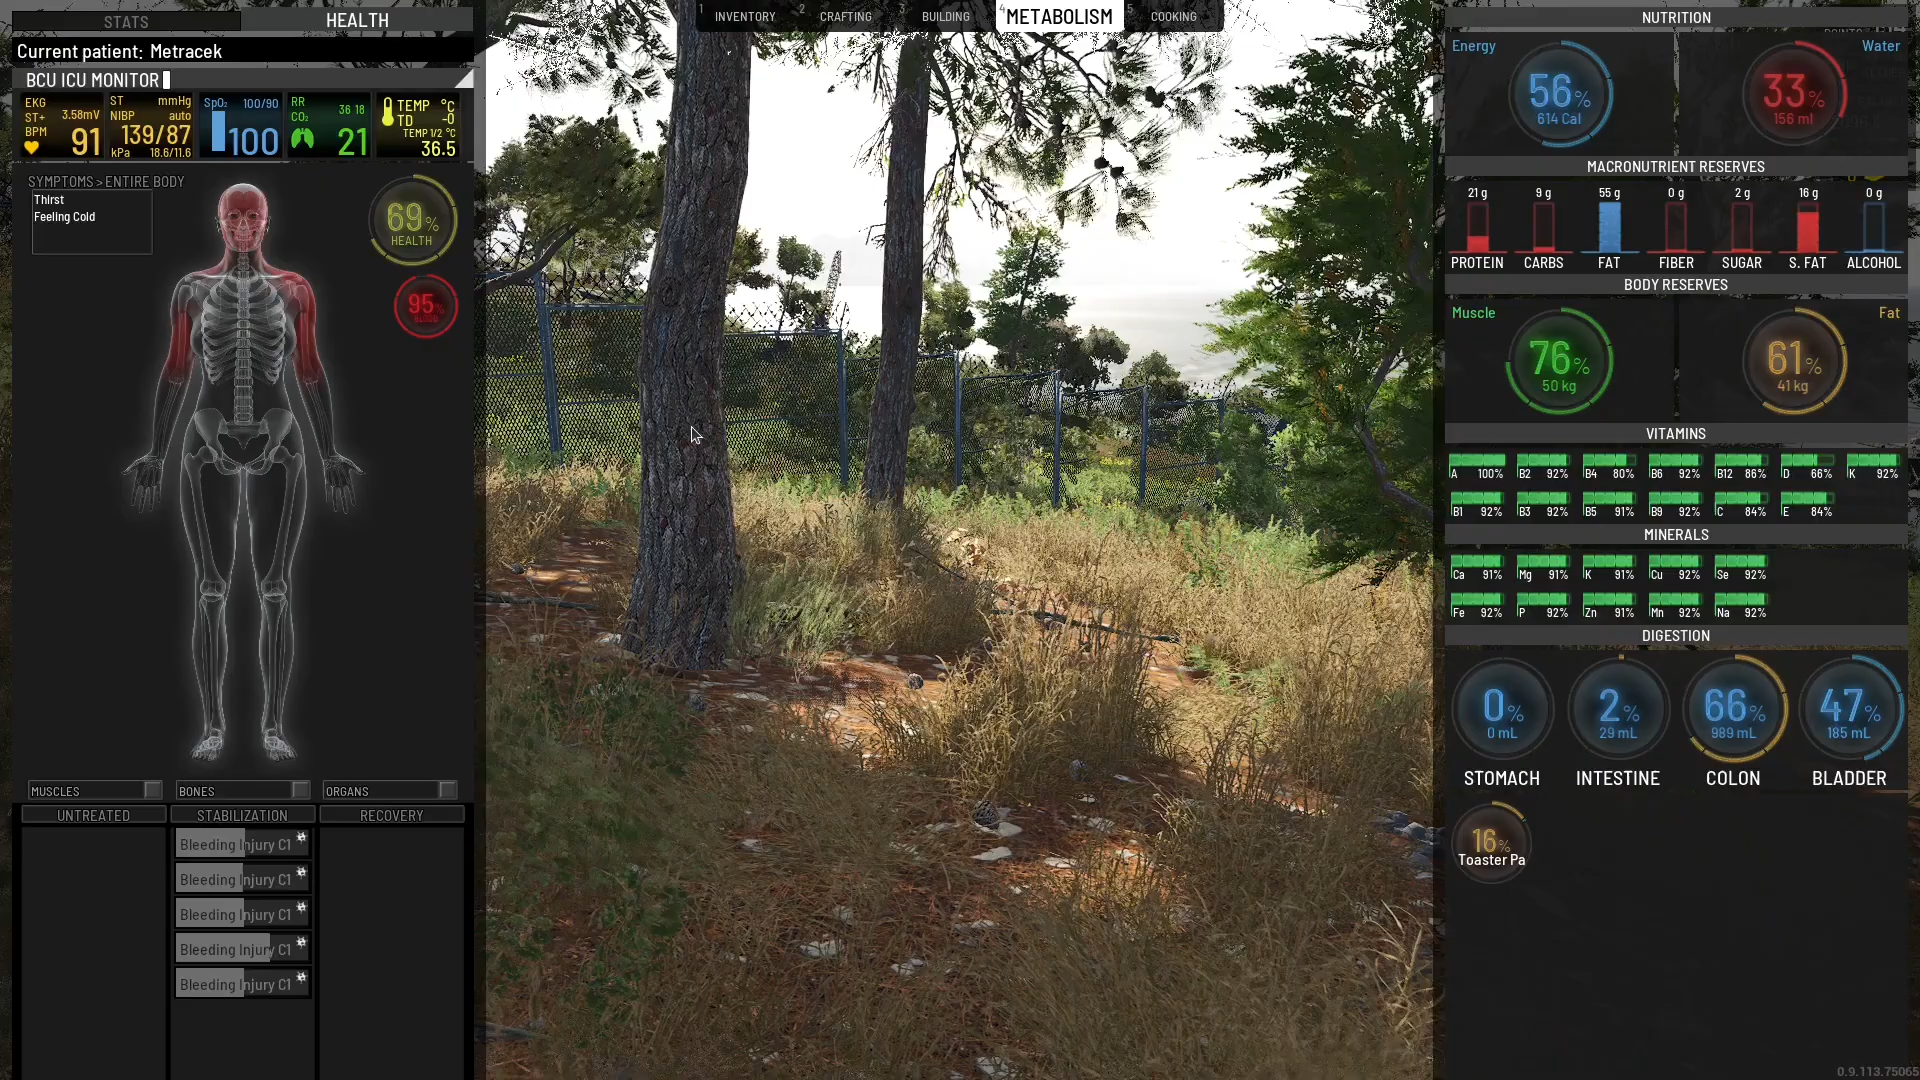 STATS
HEALTH
1 INVENTORY
2 CRAFTING
3 BUILDING
4 METABOLISM
5 COOKING
Current patient: Metracek
BCU ICU MONITOR
EKG
ST+
3.58mV
BPM
91
ST
mmHg
NIBP
auto
139/87
kPa
18.6/11.6
SpO₂
100/90
100
RR
36 18
CO₂
21
TEMP °C
TD -0
TEMP 1/2 °C
36.5
SYMPTOMS > ENTIRE BODY
Thirst
Feeling Cold
69%
HEALTH
95%
BLOOD
MUSCLES
BONES
ORGANS
UNTREATED
STABILIZATION
RECOVERY
Bleeding Injury C1
Bleeding Injury C1
Bleeding Injury C1
Bleeding Injury C1
Bleeding Injury C1
NUTRITION
Energy
Water
56%
614 Cal
33%
156 ml
MACRONUTRIENT RESERVES
21 g
9 g
55 g
0 g
2 g
16 g
0 g
PROTEIN
CARBS
FAT
FIBER
SUGAR
S. FAT
ALCOHOL
BODY RESERVES
Muscle
Fat
76%
50 kg
61%
41 kg
VITAMINS
A 100%
B2 92%
B4 80%
B6 92%
B12 86%
D 66%
K 92%
B1 92%
B3 92%
B5 91%
B9 92%
C 84%
E 84%
MINERALS
Ca 91%
Mg 91%
K 91%
Cu 92%
Se 92%
Fe 92%
P 92%
Zn 91%
Mn 92%
Na 92%
DIGESTION
0%
0 mL
2%
29 mL
66%
989 mL
47%
185 mL
STOMACH
INTESTINE
COLON
BLADDER
16%
Toaster Pa
0.9.113.75065